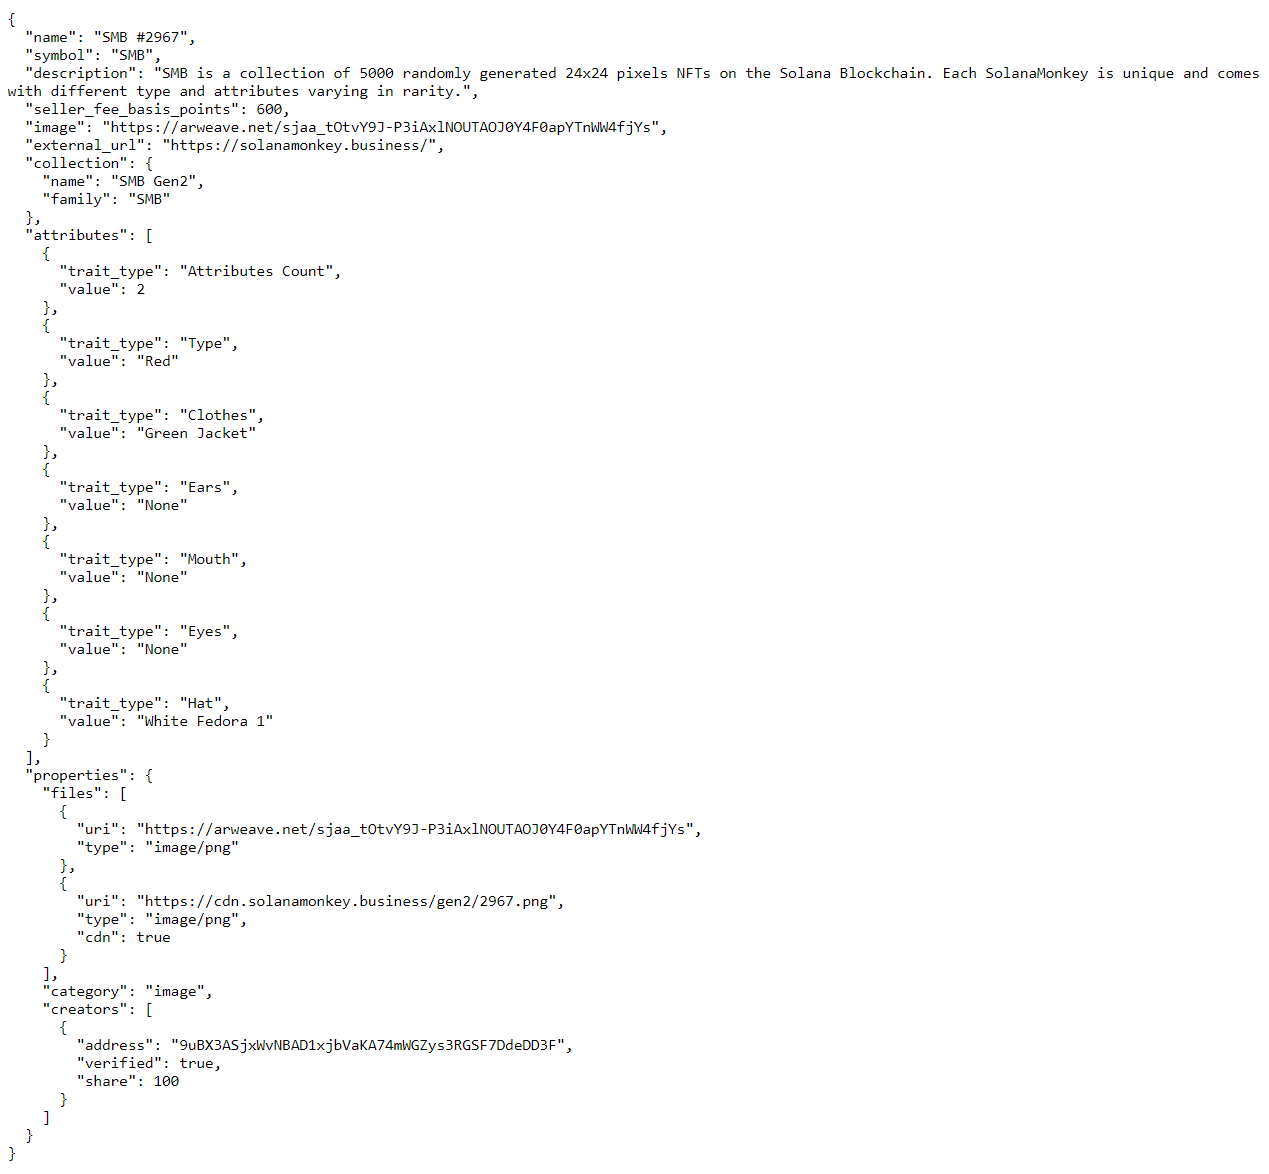 {
  "name": "SMB #2967",
  "symbol": "SMB",
  "description": "SMB is a collection of 5000 randomly generated 24x24 pixels NFTs on the Solana Blockchain. Each SolanaMonkey is unique and comes
with different type and attributes varying in rarity.",
  "seller_fee_basis_points": 600,
  "image": "https://arweave.net/sjaa_tOtvY9J-P3iAxlNOUTAOJ0Y4F0apYTnWW4fjYs",
  "external_url": "https://solanamonkey.business/",
  "collection": {
    "name": "SMB Gen2",
    "family": "SMB"
  },
  "attributes": [
    {
      "trait_type": "Attributes Count",
      "value": 2
    },
    {
      "trait_type": "Type",
      "value": "Red"
    },
    {
      "trait_type": "Clothes",
      "value": "Green Jacket"
    },
    {
      "trait_type": "Ears",
      "value": "None"
    },
    {
      "trait_type": "Mouth",
      "value": "None"
    },
    {
      "trait_type": "Eyes",
      "value": "None"
    },
    {
      "trait_type": "Hat",
      "value": "White Fedora 1"
    }
  ],
  "properties": {
    "files": [
      {
        "uri": "https://arweave.net/sjaa_tOtvY9J-P3iAxlNOUTAOJ0Y4F0apYTnWW4fjYs",
        "type": "image/png"
      },
      {
        "uri": "https://cdn.solanamonkey.business/gen2/2967.png",
        "type": "image/png",
        "cdn": true
      }
    ],
    "category": "image",
    "creators": [
      {
        "address": "9uBX3ASjxWvNBAD1xjbVaKA74mWGZys3RGSF7DdeDD3F",
        "verified": true,
        "share": 100
      }
    ]
  }
}